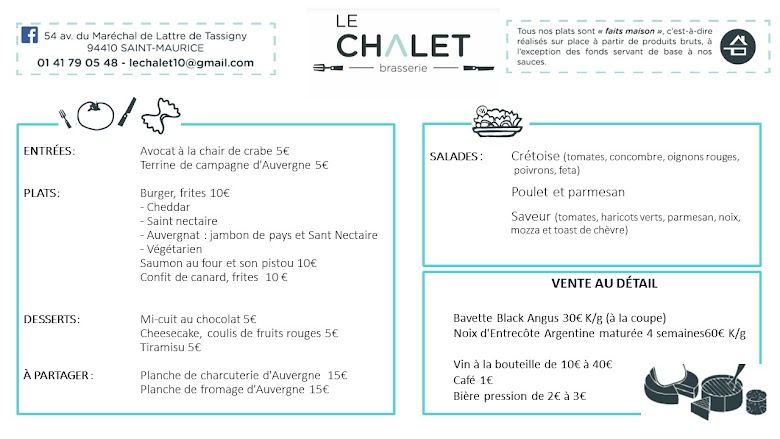 54 av. du Maréchal de Lattre de Tassigny
94410 SAINT-MAURICE
01 41 79 05 48 - lechalet10@gmail.com
LE
CHALET
brasserie
Tous nos plats sont « faits maison », c'est-à-dire
réalisés sur place à partir de produits bruts, à
l'exception des fonds servant de base à nos
sauces.
ENTRÉES: Avocat à la chair de crabe 5€
Terrine de campagne d'Auvergne 5€
PLATS: Burger, frites 10€
- Cheddar
- Saint nectaire
- Auvergnat : jambon de pays et Sant Nectaire
- Végétarien
Saumon au four et son pistou 10€
Confit de canard, frites 10 €
DESSERTS: Mi-cuit au chocolat 5€
Cheesecake, coulis de fruits rouges 5€
Tiramisu 5€
À PARTAGER: Planche de charcuterie d'Auvergne 15€
Planche de fromage d'Auvergne 15€
SALADES: Crétoise (tomates, concombre, oignons rouges,
poivrons, feta)
Poulet et parmesan
Saveur (tomates, haricots verts, parmesan, noix,
mozza et toast de chèvre)
VENTE AU DÉTAIL
Bavette Black Angus 30€ K/g (à la coupe)
Noix d'Entrecôte Argentine maturée 4 semaines60€ K/g
Vin à la bouteille de 10€ à 40€
Café 1€
Bière pression de 2€ à 3€